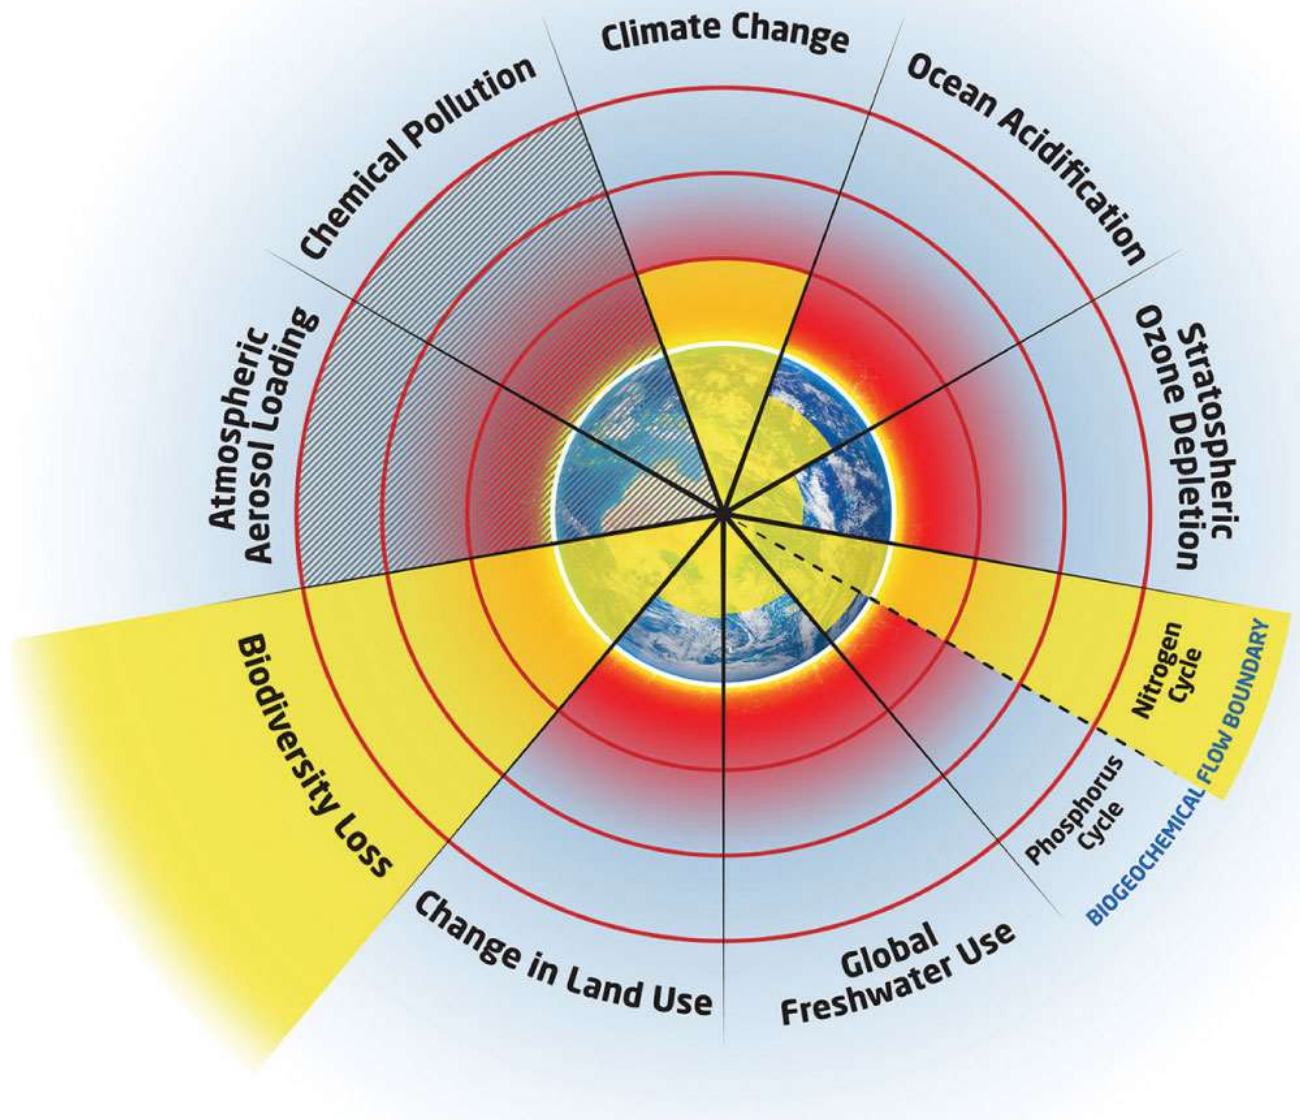 Climate Change
Ocean Acidification
Stratospheric
Ozone Depletion
Nitrogen
Cycle
Phosphorus
Cycle
BIOGEOCHEMICAL FLOW BOUNDARY
Global
Freshwater Use
Change in Land Use
Biodiversity Loss
Atmospheric
Aerosol Loading
Chemical Pollution